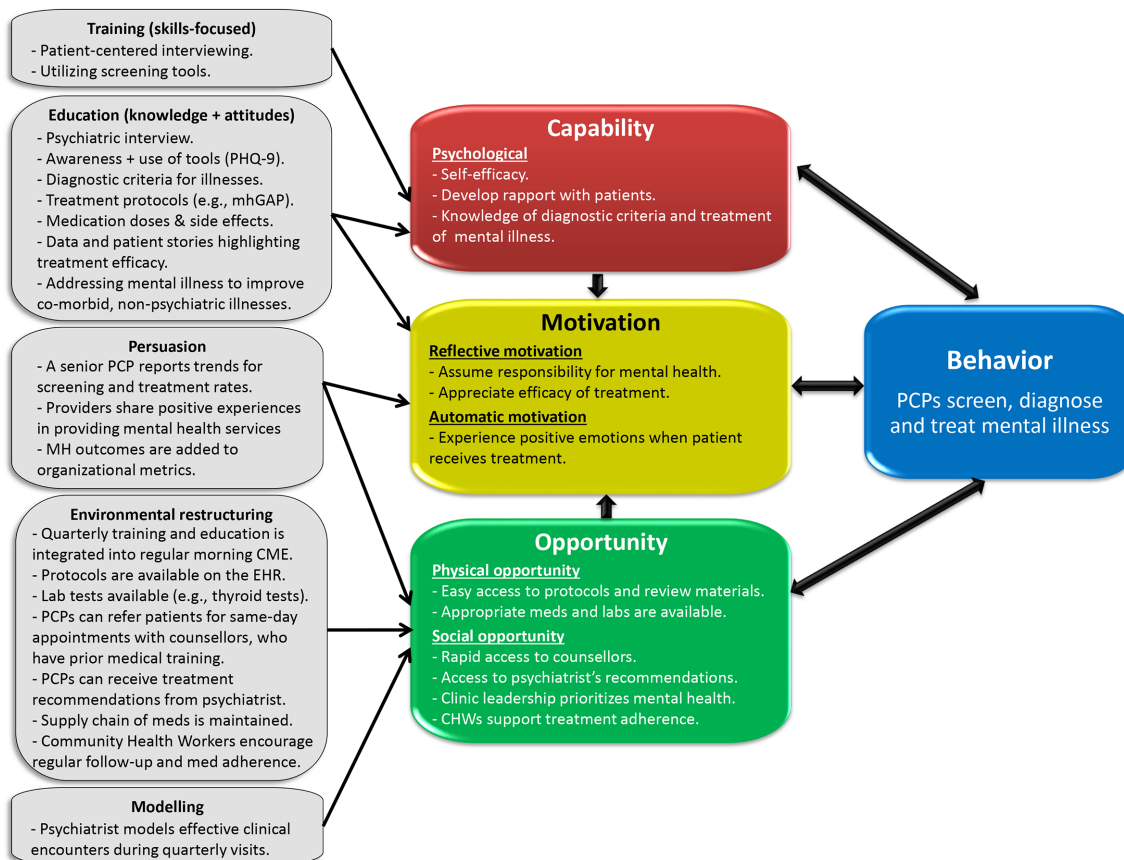 Training (skills-focused)
- Patient-centered interviewing.
- Utilizing screening tools.
Education (knowledge + attitudes)
- Psychiatric interview.
- Awareness + use of tools (PHQ-9).
- Diagnostic criteria for illnesses.
- Treatment protocols (e.g., mhGAP).
- Medication doses & side effects.
- Data and patient stories highlighting
treatment efficacy.
- Addressing mental illness to improve
co-morbid, non-psychiatric illnesses.
Persuasion
- A senior PCP reports trends for
screening and treatment rates.
- Providers share positive experiences
in providing mental health services
- MH outcomes are added to
organizational metrics.
Environmental restructuring
- Quarterly training and education is
integrated into regular morning CME.
- Protocols are available on the EHR.
- Lab tests available (e.g., thyroid tests).
- PCPs can refer patients for same-day
appointments with counsellors, who
have prior medical training.
- PCPs can receive treatment
recommendations from psychiatrist.
- Supply chain of meds is maintained.
- Community Health Workers encourage
regular follow-up and med adherence.
Modelling
- Psychiatrist models effective clinical
encounters during quarterly visits.
Capability
Psychological
- Self-efficacy.
- Develop rapport with patients.
- Knowledge of diagnostic criteria and treatment
of mental illness.
Motivation
Reflective motivation
- Assume responsibility for mental health.
- Appreciate efficacy of treatment.
Automatic motivation
- Experience positive emotions when patient
receives treatment.
Opportunity
Physical opportunity
- Easy access to protocols and review materials.
- Appropriate meds and labs are available.
Social opportunity
- Rapid access to counsellors.
- Access to psychiatrist's recommendations.
- Clinic leadership prioritizes mental health.
- CHWs support treatment adherence.
Behavior
PCPs screen, diagnose
and treat mental illness